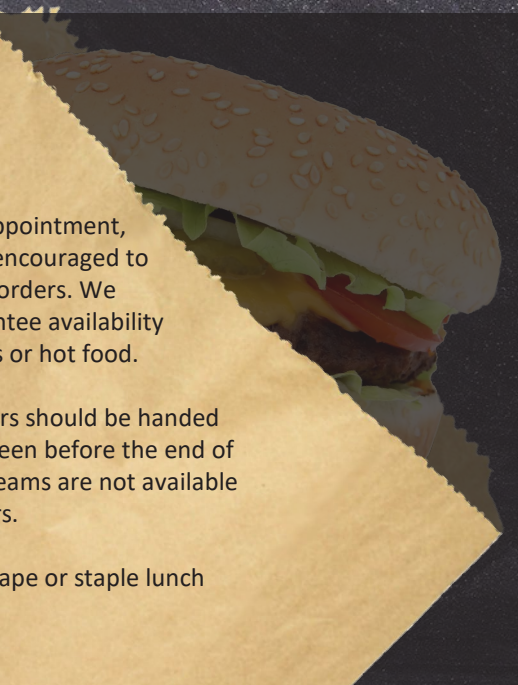 ppointment,
encouraged to
orders. We
ntee availability
s or hot food.
rs should be handed
een before the end of
eams are not available
rs.
ape or staple lunch